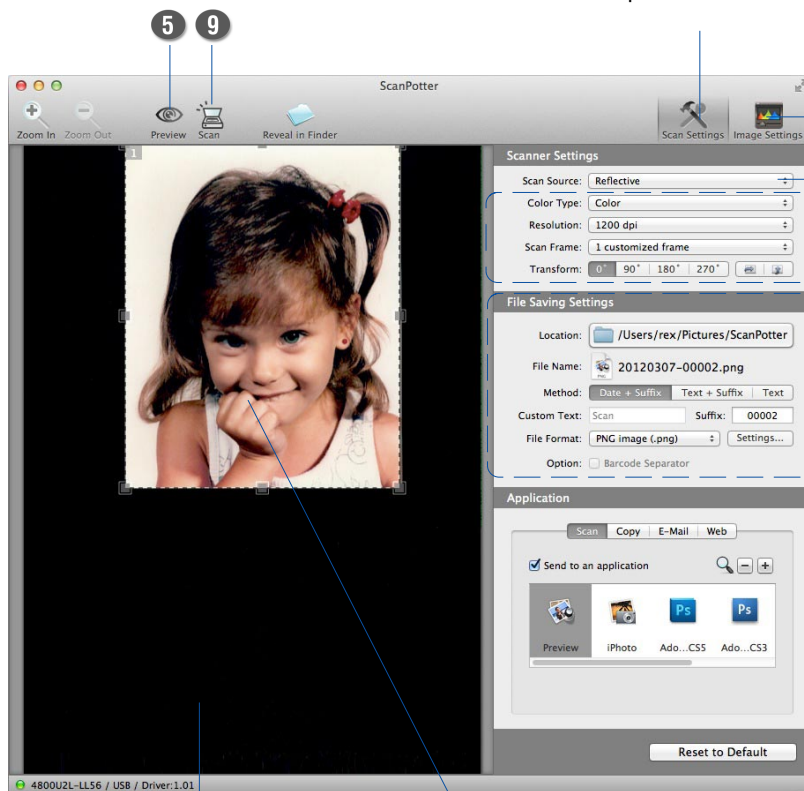 5 9
ScanPotter
Zoom In Zoom Out Preview Scan Reveal in Finder Scan Settings Image Settings
1
Scanner Settings
Scan Source: Reflective
Color Type: Color
Resolution: 1200 dpi
Scan Frame: 1 customized frame
Transform: 0° 90° 180° 270°
File Saving Settings
Location: /Users/rex/Pictures/ScanPotter
File Name: 20120307-00002.png
Method: Date + Suffix Text + Suffix Text
Custom Text: Scan Suffix: 00002
File Format: PNG image (.png) Settings...
Option: Barcode Separator
Application
Scan Copy E-Mail Web
Send to an application
Ps Ps
Preview iPhoto Ado...CS5 Ado...CS3
Reset to Default
4800U2L-LL56 / USB / Driver:1.01